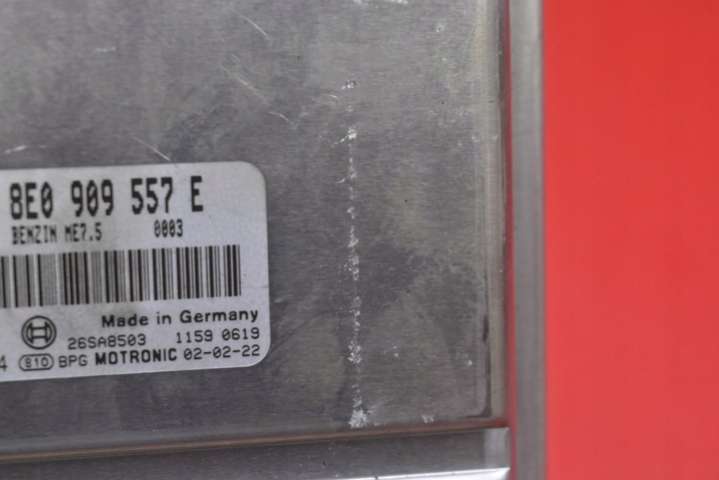 8E0 909 557 E
BENZIN ME7.5 0003
Made in Germany
26SA8503 1159 0619
4 810 BPG MOTRONIC 02-02-22